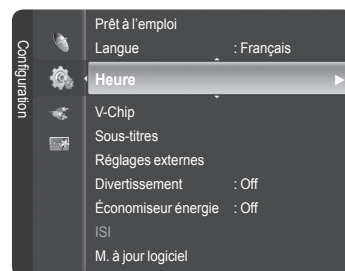 Configuration
Prêt à l'emploi
Langue : Français
Heure
V-Chip
Sous-titres
Réglages externes
Divertissement : Off
Économiseur énergie : Off
ISI
M. à jour logiciel